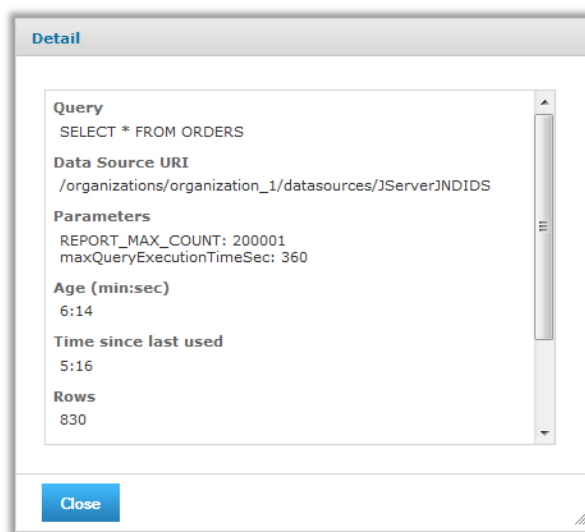 Detail
Query
SELECT * FROM ORDERS
Data Source URI
/organizations/organization_1/datasources/JServerJNDIDS
Parameters
REPORT_MAX_COUNT: 200001
maxQueryExecutionTimeSec: 360
Age (min:sec)
6:14
Time since last used
5:16
Rows
830
Close